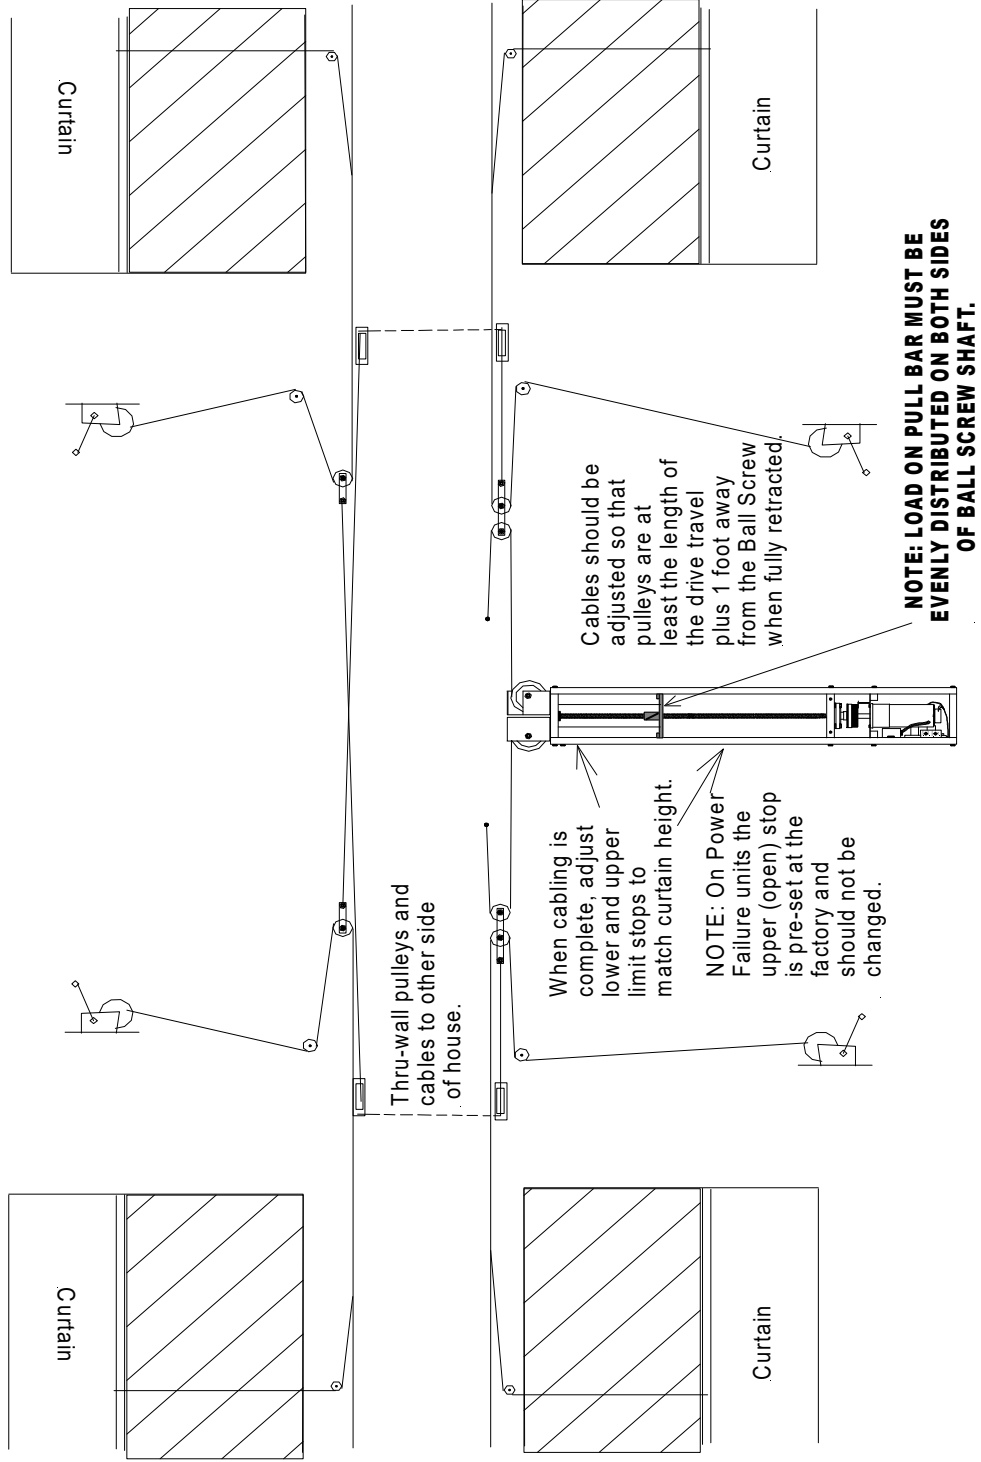 Curtain
Curtain
Thru-wall pulleys and
cables to other side
of house.
When cabling is
complete, adjust
lower and upper
limit stops to
match curtain height.
NOTE: On Power
Failure units the
upper (open) stop
is pre-set at the
factory and
should not be
changed.
Cables should be
adjusted so that
pulleys are at
least the length of
the drive travel
plus 1 foot away
from the Ball Screw
when fully retracted.
NOTE: LOAD ON PULL BAR MUST BE
EVENLY DISTRIBUTED ON BOTH SIDES
OF BALL SCREW SHAFT.
Curtain
Curtain